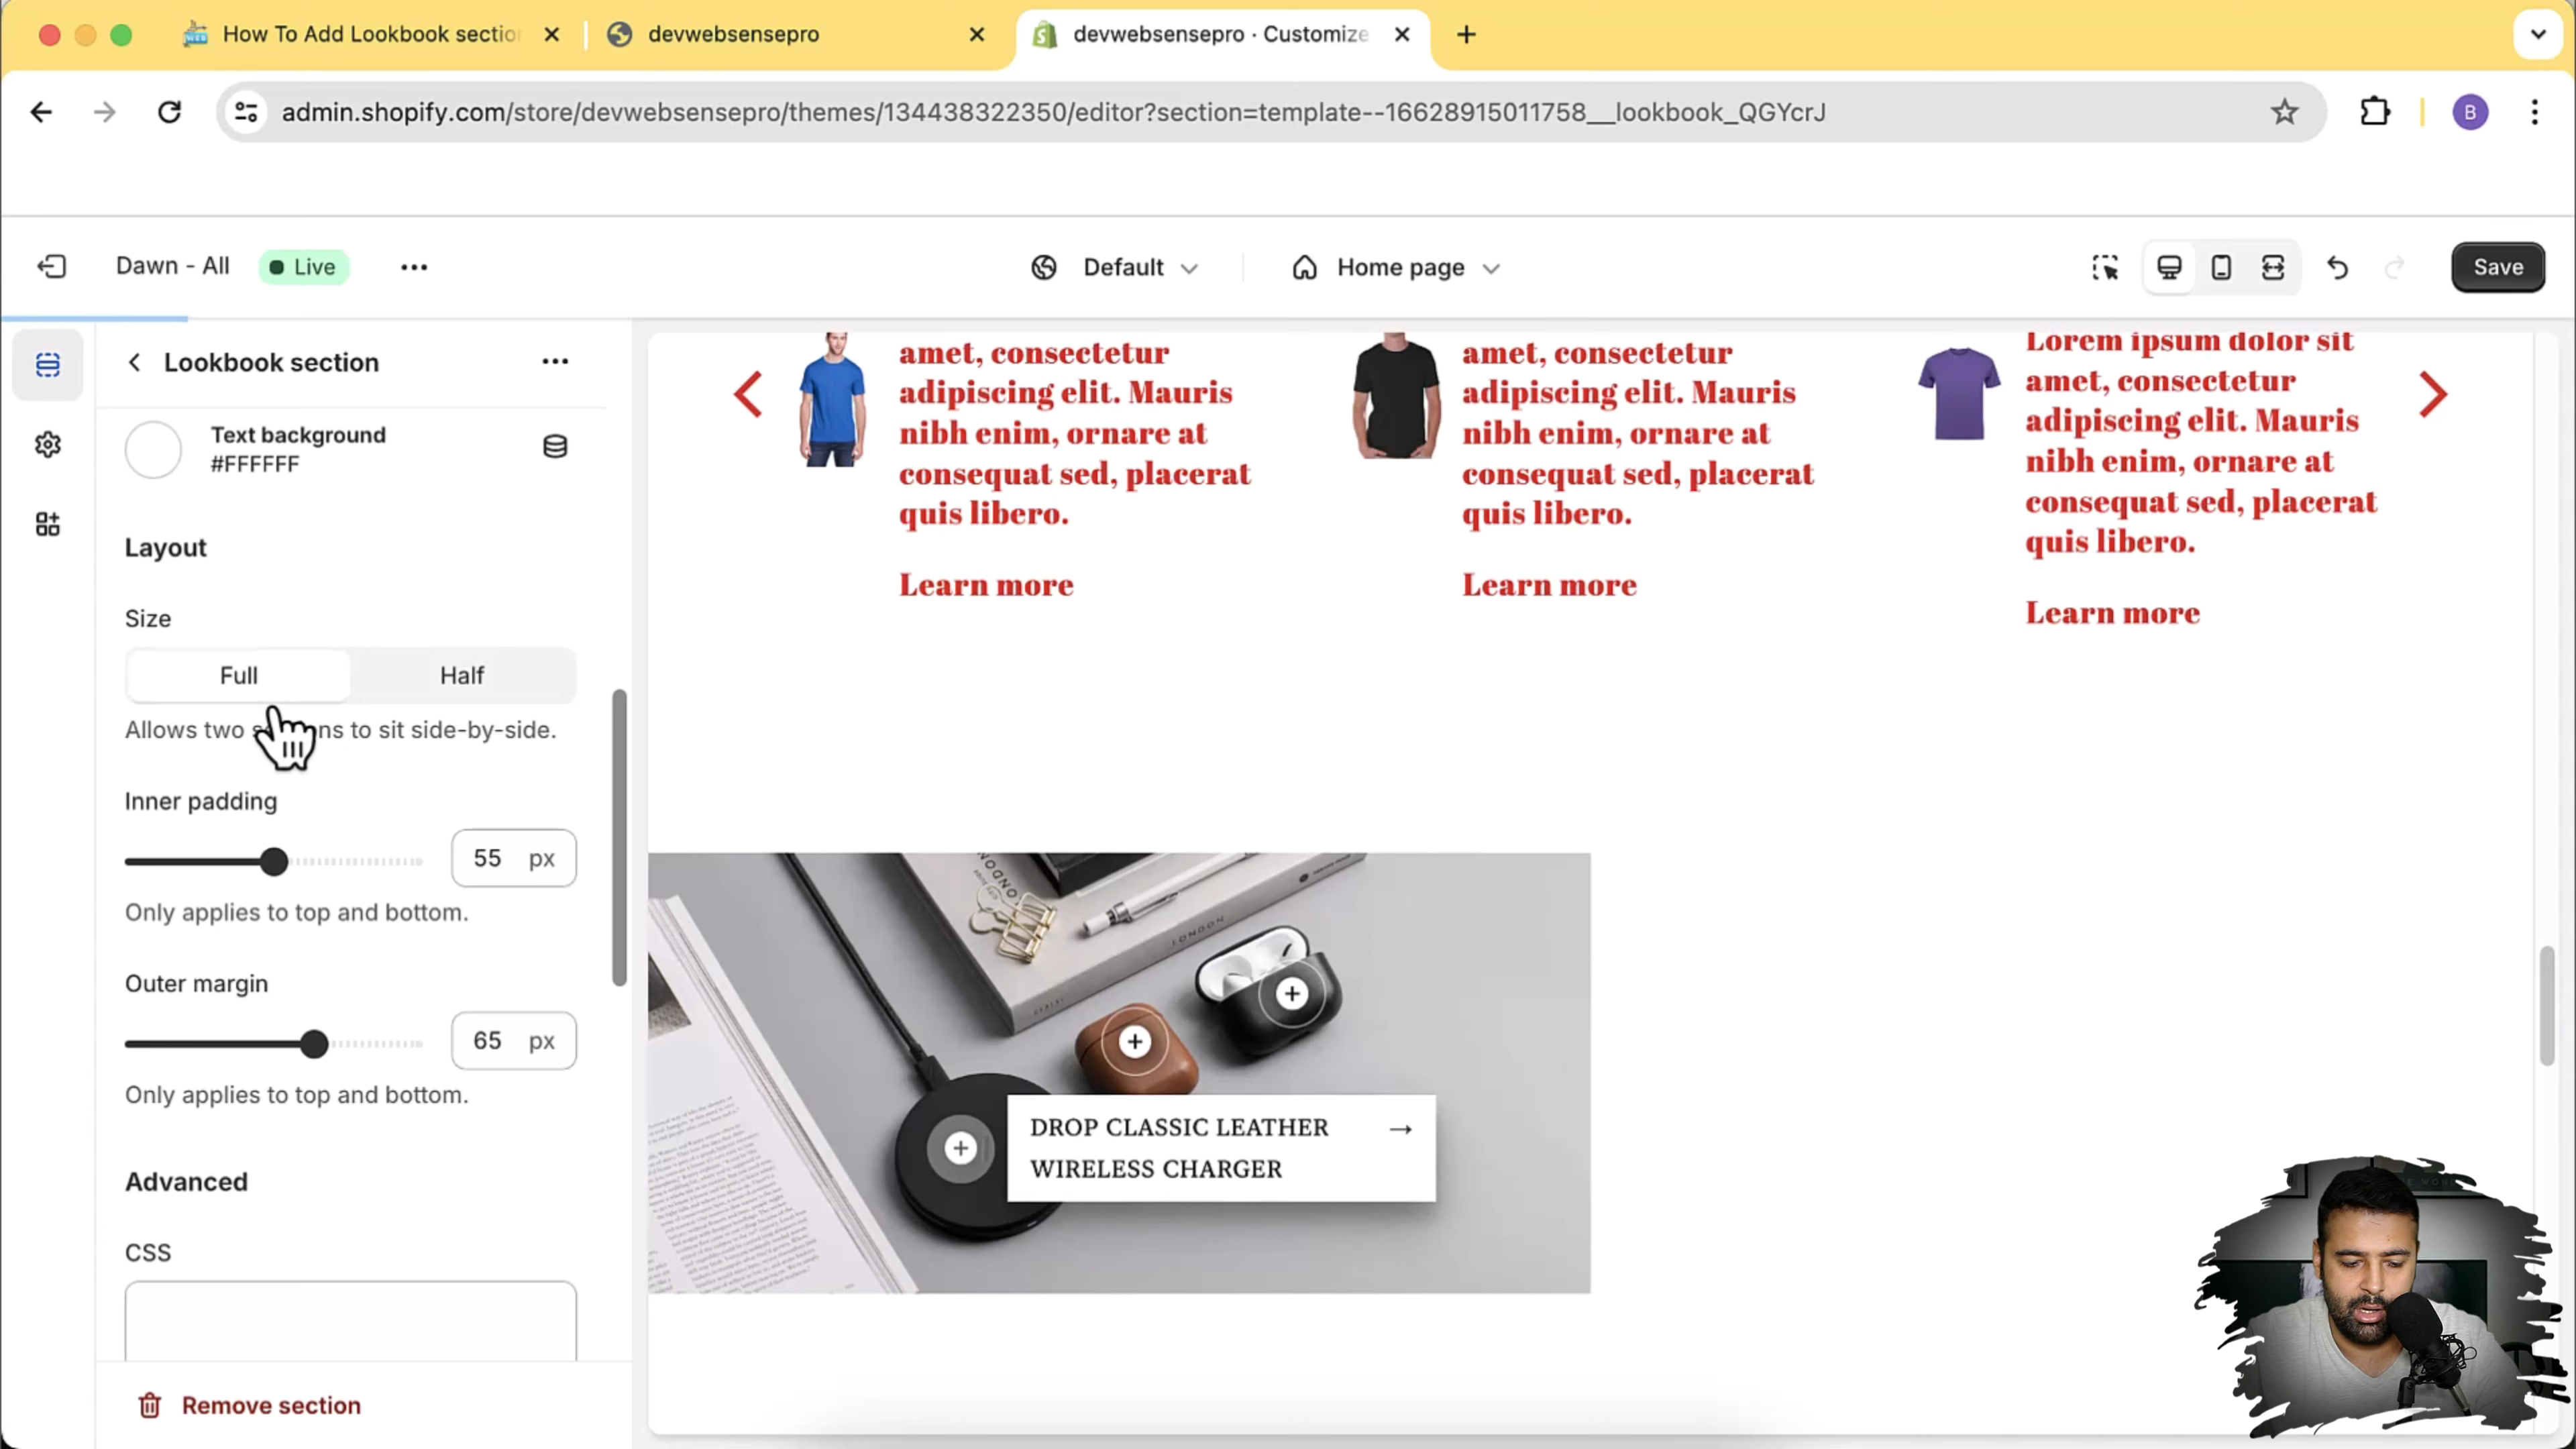 How To Add Lookbook section
devwebsensepro
devwebsensepro · Customize
admin.shopify.com/store/devwebsensepro/themes/134438322350/editor?section=template--16628915011758__lookbook_QGYcrJ
B
Dawn - All
Live
Default
Home page
Save
Lookbook section
Text background
#FFFFFF
Layout
Size
Full
Half
Allows two to sit side-by-side.
Inner padding
55 px
Only applies to top and bottom.
Outer margin
65 px
Only applies to top and bottom.
Advanced
CSS
Remove section
amet, consectetur
adipiscing elit. Mauris
nibh enim, ornare at
consequat sed, placerat
quis libero.
Learn more
amet, consectetur
adipiscing elit. Mauris
nibh enim, ornare at
consequat sed, placerat
quis libero.
Learn more
Lorem ipsum dolor sit
amet, consectetur
adipiscing elit. Mauris
nibh enim, ornare at
consequat sed, placerat
quis libero.
Learn more
LONDON
LONDON
DROP CLASSIC LEATHER →
WIRELESS CHARGER